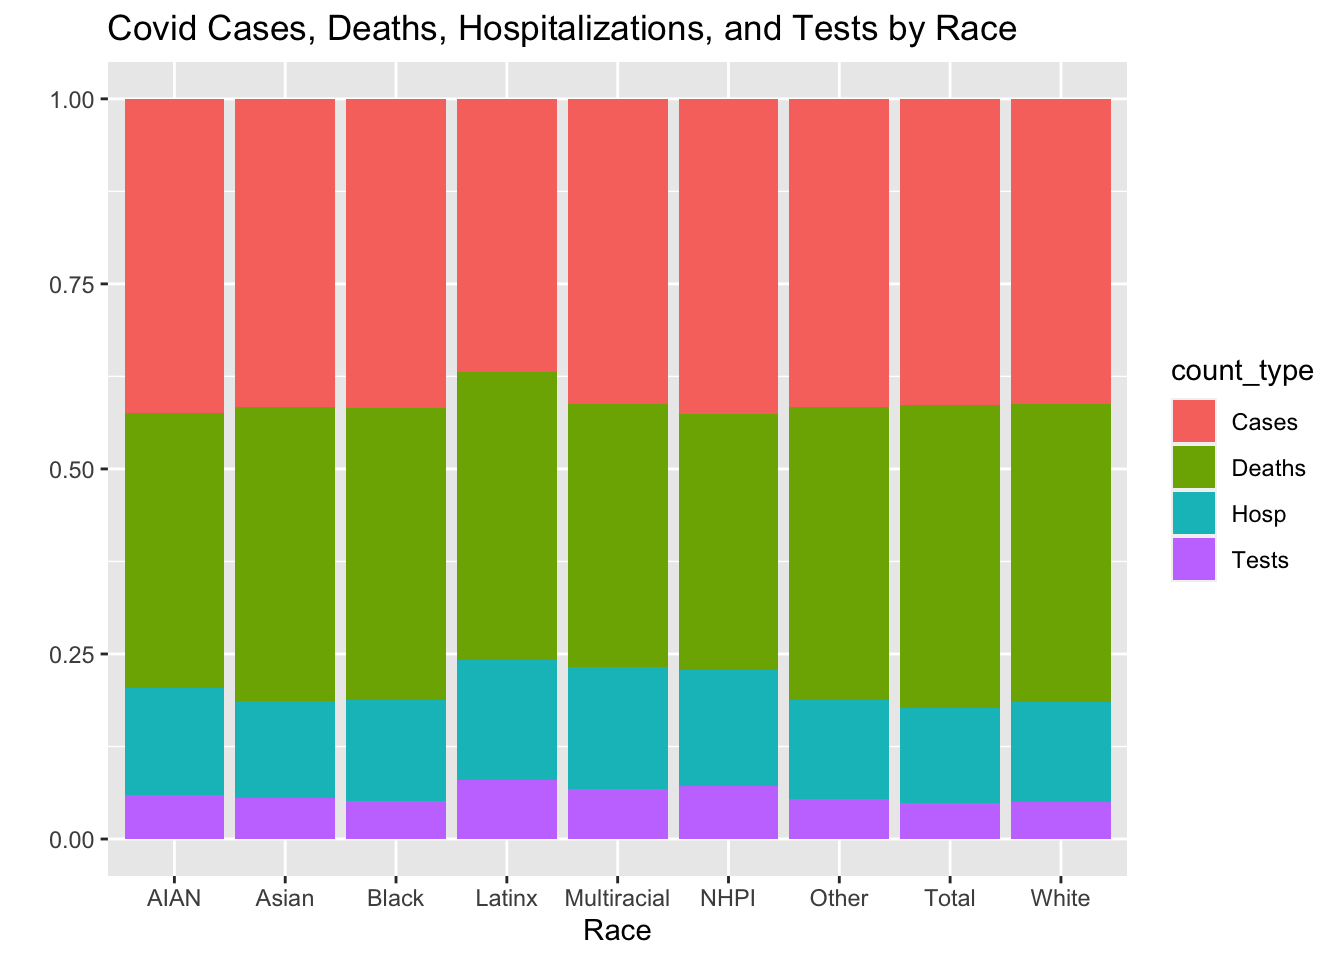 Covid Cases, Deaths, Hospitalizations, and Tests by Race
1.00
0.75
0.50
0.25
0.00
AIAN Asian Black Latinx Multiracial NHPI Other Total White
Race
count_type
Cases
Deaths
Hosp
Tests